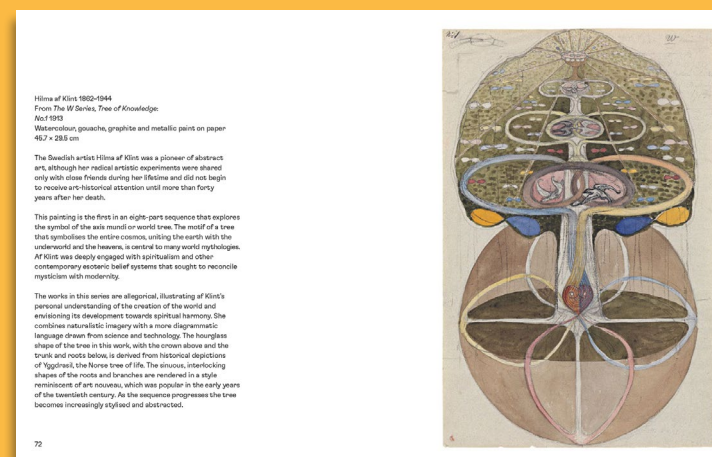 Hilma af Klint 1862–1944
From The W Series, Tree of Knowledge:
No.1 1913
Watercolour, gouache, graphite and metallic paint on paper
45.7 × 29.5 cm
The Swedish artist Hilma af Klint was a pioneer of abstract
art, although her radical artistic experiments were shared
only with close friends during her lifetime and did not begin
to receive art-historical attention until more than forty
years after her death.
This painting is the first in an eight-part sequence that explores
the symbol of the axis mundi or world tree. The motif of a tree
that symbolises the entire cosmos, uniting the earth with the
underworld and the heavens, is central to many world mythologies.
Af Klint was deeply engaged with spiritualism and other
contemporary esoteric belief systems that sought to reconcile
mysticism with modernity.
The works in this series are allegorical, illustrating af Klint's
personal understanding of the creation of the world and
envisioning its development towards spiritual harmony. She
combines naturalistic imagery with a more diagrammatic
language drawn from science and technology. The hourglass
shape of the tree in this work, with the crown above and the
trunk and roots below, is derived from historical depictions
of Yggdrasil, the Norse tree of life. The sinuous, interlocking
shapes of the roots and branches are rendered in a style
reminiscent of art nouveau, which was popular in the early years
of the twentieth century. As the sequence progresses the tree
becomes increasingly stylised and abstracted.
72